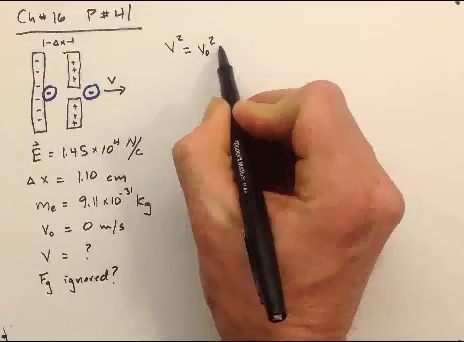 Ch # 16 P # 41
|-Δx-|
V
E⃗ = 1.45 × 10⁴ N/C
Δx = 1.10 cm
me = 9.11 × 10⁻³¹ kg
V₀ = 0 m/s
V = ?
Fg ignored?
V² = V₀²